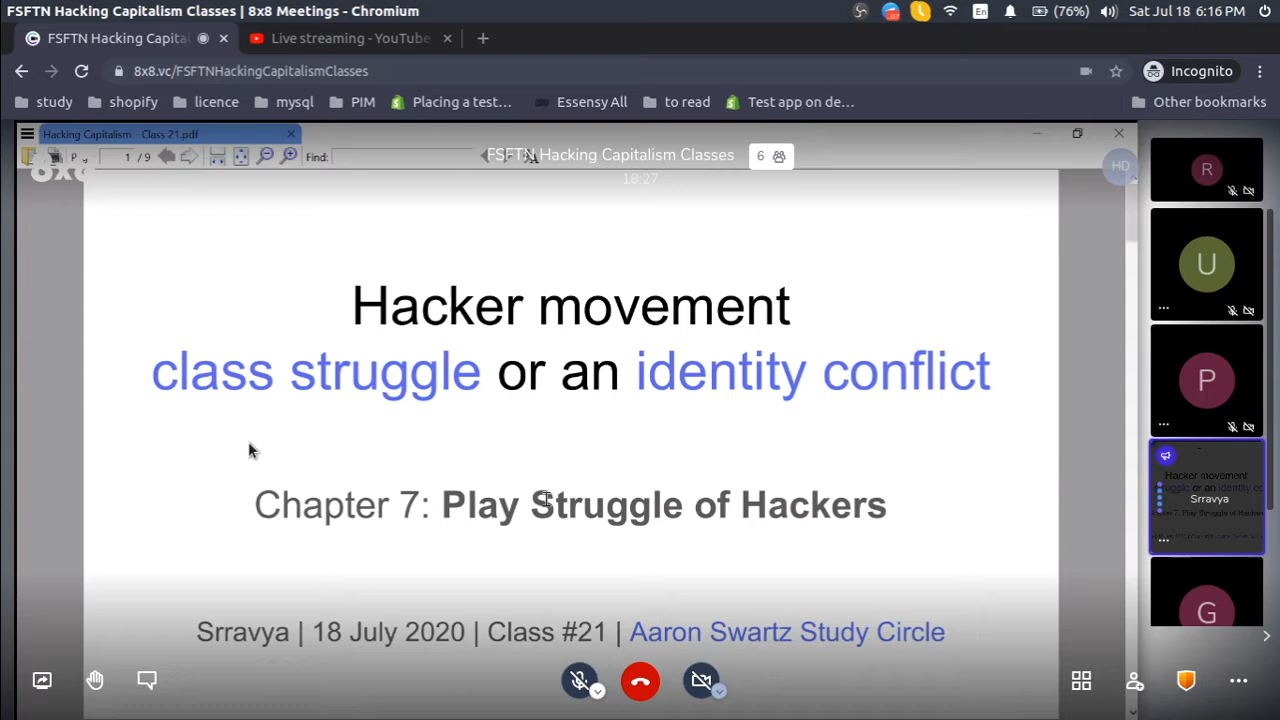 FSFTN Hacking Capitalism Classes | 8x8 Meetings - Chromium
En (76%) Sat Jul 18 6:16 PM
FSFTN Hacking Capita
Live streaming - YouTube
8x8.vc/FSFTNHackingCapitalismClasses
Incognito
study shopify licence mysql PIM Placing a test… Essensy All to read Test app on de… Other bookmarks
Hacking Capitalism - Class 21.pdf
1 / 9 Find:
FSFTN Hacking Capitalism Classes 6
18:27
8x8
HD
Hacker movement
class struggle or an identity conflict
Chapter 7: Play Struggle of Hackers
Srravya | 18 July 2020 | Class #21 | Aaron Swartz Study Circle
R
U
P
Hacker movement
Srravya
G